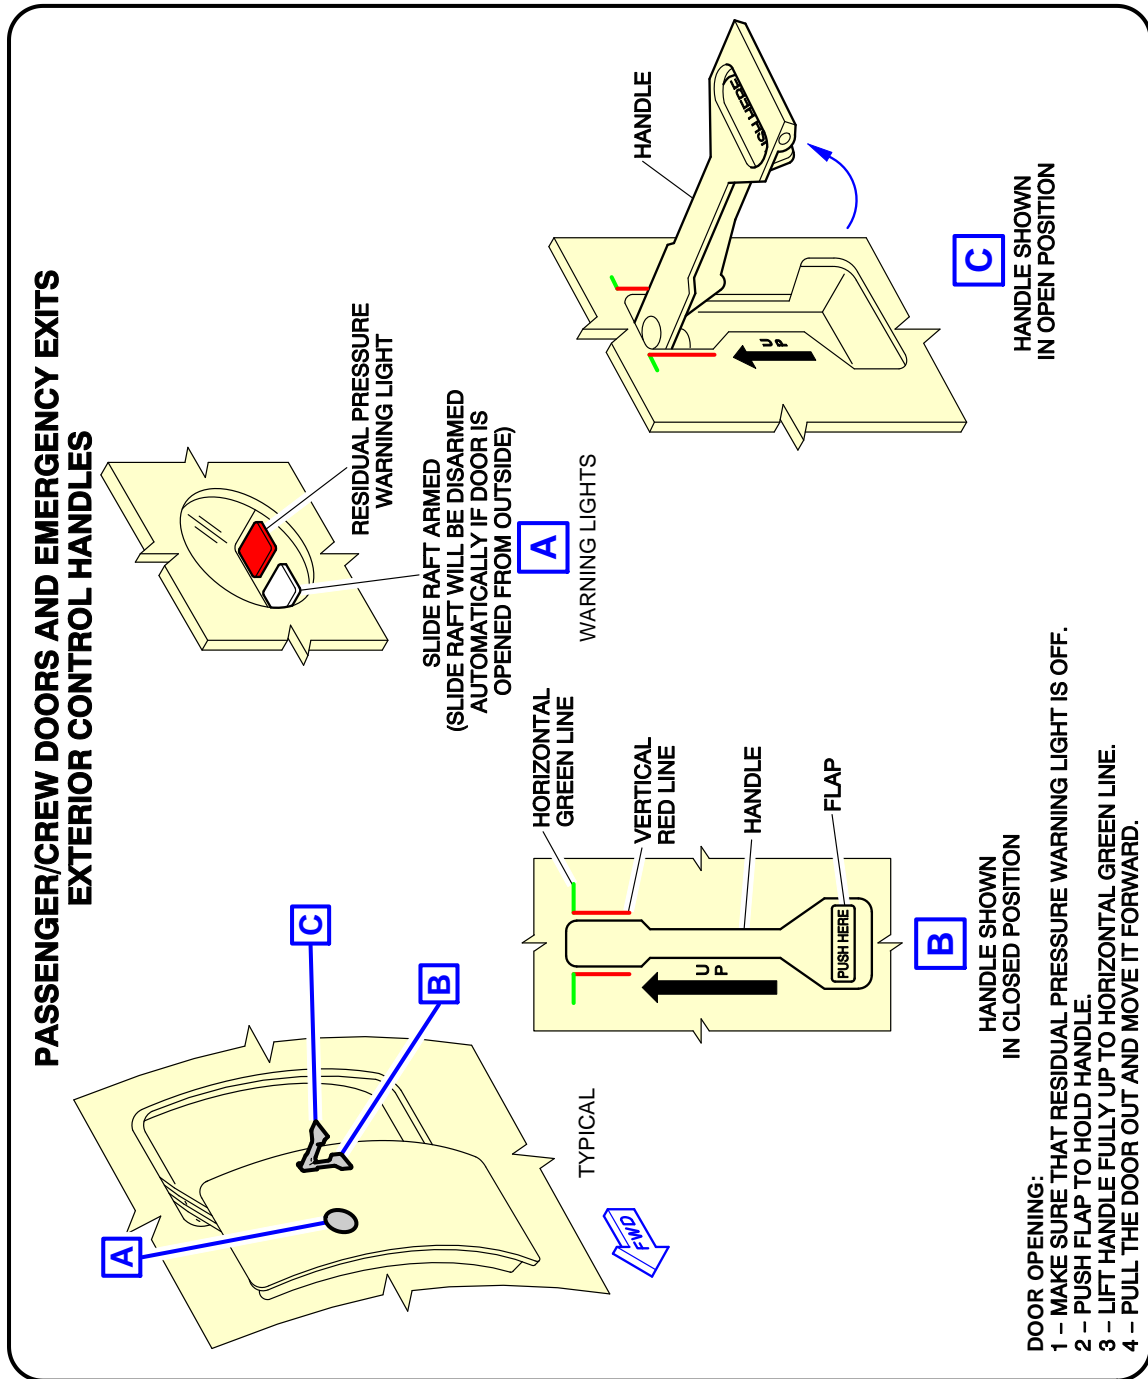 PASSENGER/CREW DOORS AND EMERGENCY EXITS
EXTERIOR CONTROL HANDLES
A
C
B
FWD
TYPICAL
RESIDUAL PRESSURE
WARNING LIGHT
SLIDE RAFT ARMED
(SLIDE RAFT WILL BE DISARMED
AUTOMATICALLY IF DOOR IS
OPENED FROM OUTSIDE)
A
WARNING LIGHTS
HORIZONTAL
GREEN LINE
VERTICAL
RED LINE
HANDLE
FLAP
UP
PUSH HERE
B
HANDLE SHOWN
IN CLOSED POSITION
HANDLE
USH HERE
UP
C
HANDLE SHOWN
IN OPEN POSITION
DOOR OPENING:
1 – MAKE SURE THAT RESIDUAL PRESSURE WARNING LIGHT IS OFF.
2 – PUSH FLAP TO HOLD HANDLE.
3 – LIFT HANDLE FULLY UP TO HORIZONTAL GREEN LINE.
4 – PULL THE DOOR OUT AND MOVE IT FORWARD.